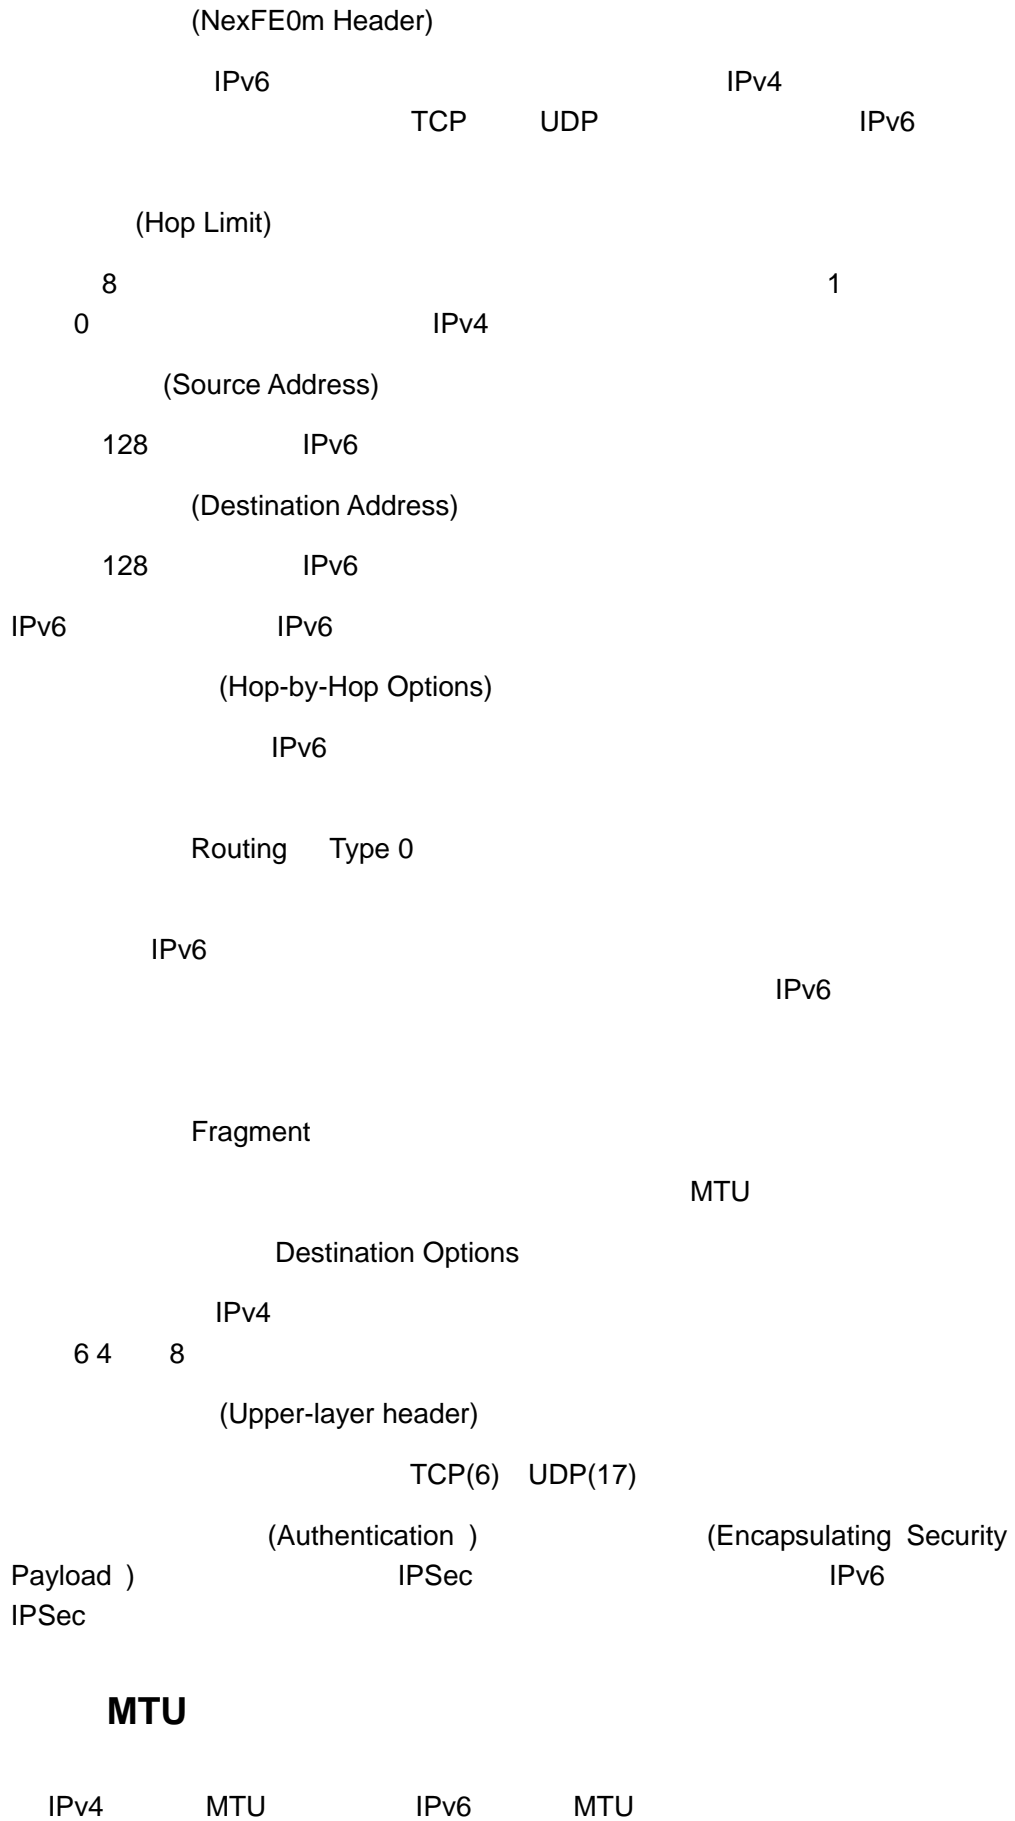 (NexFE0m Header)
IPv6 IPv4
TCP UDP IPv6
(Hop Limit)
8 1
0 IPv4
(Source Address)
128 IPv6
(Destination Address)
128 IPv6
IPv6 IPv6
(Hop-by-Hop Options)
IPv6
Routing Type 0
IPv6
IPv6
Fragment
MTU
Destination Options
IPv4
6 4 8
(Upper-layer header)
TCP(6) UDP(17)
(Authentication ) (Encapsulating Security
Payload ) IPSec IPv6
IPSec
MTU
IPv4 MTU IPv6 MTU